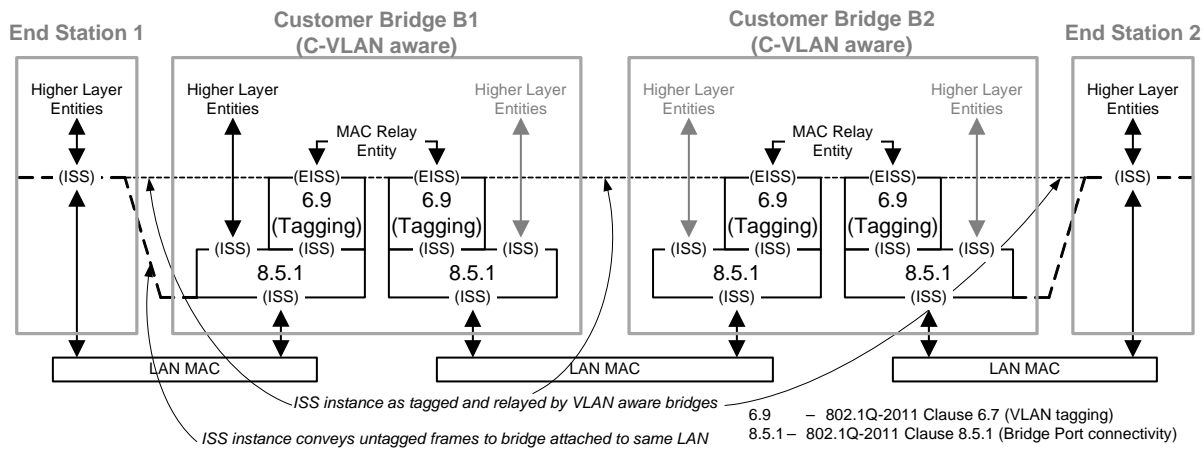 End Station 1
Customer Bridge B1
(C-VLAN aware)
Customer Bridge B2
(C-VLAN aware)
End Station 2
Higher Layer
Entities
Higher Layer
Entities
Higher Layer
Entities
Higher Layer
Entities
Higher Layer
Entities
Higher Layer
Entities
MAC Relay
Entity
MAC Relay
Entity
(ISS)
(EISS)
(EISS)
(EISS)
(EISS)
(ISS)
6.9
(Tagging)
6.9
(Tagging)
6.9
(Tagging)
6.9
(Tagging)
(ISS)
(ISS)
(ISS)
(ISS)
(ISS)
(ISS)
(ISS)
(ISS)
8.5.1
8.5.1
8.5.1
8.5.1
(ISS)
(ISS)
(ISS)
(ISS)
LAN MAC
LAN MAC
LAN MAC
ISS instance as tagged and relayed by VLAN aware bridges
ISS instance conveys untagged frames to bridge attached to same LAN
6.9 – 802.1Q-2011 Clause 6.7 (VLAN tagging)
8.5.1 – 802.1Q-2011 Clause 8.5.1 (Bridge Port connectivity)